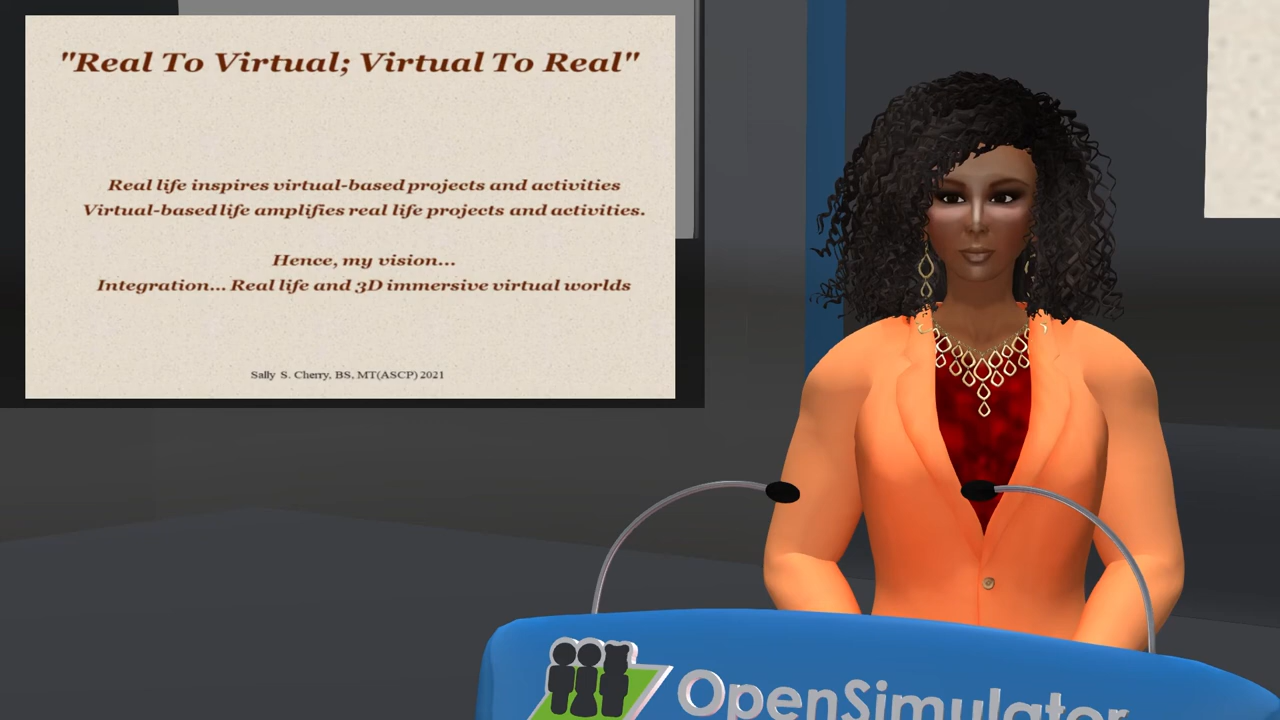 "Real To Virtual; Virtual To Real"
Real life inspires virtual-based projects and activities
Virtual-based life amplifies real life projects and activities.
Hence, my vision...
Integration... Real life and 3D immersive virtual worlds
Sally S. Cherry, BS, MT(ASCP) 2021
OpenSimulator